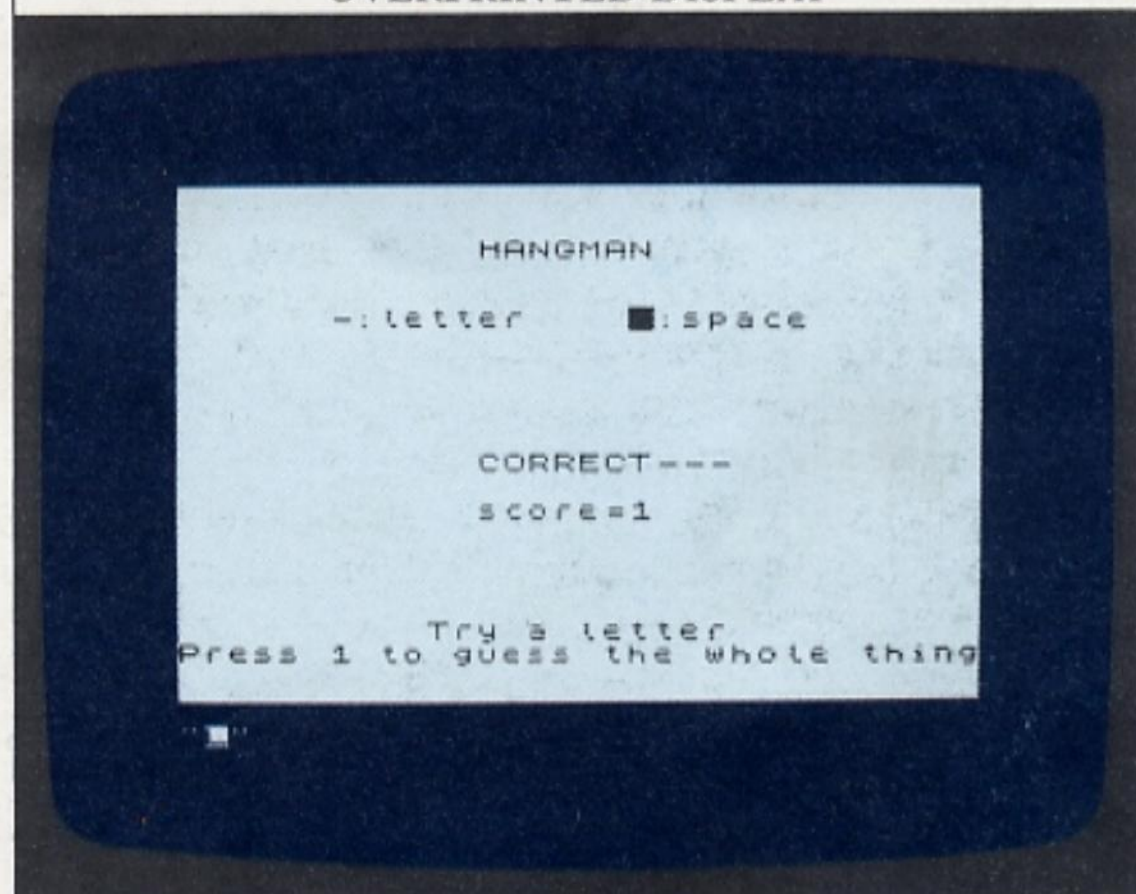 HANGMAN
-: letter ■: space
CORRECT---
score=1
Try a letter
Press 1 to guess the whole thing
" "